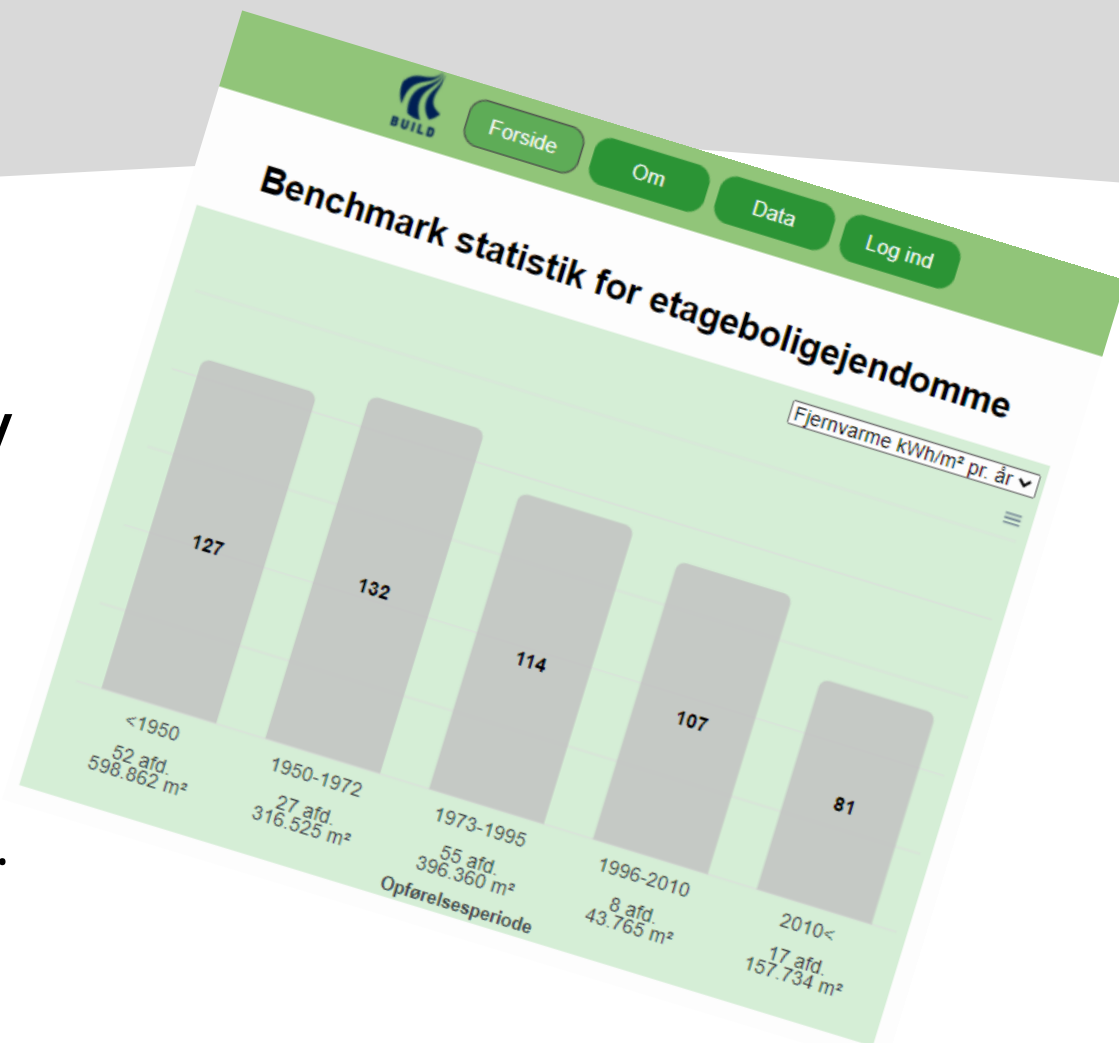 BUILD
Forside
Om
Data
Log ind
Benchmark statistik for etageboligejendomme
Fjernvarme kWh/m² pr. år
127
132
114
107
81
<1950
52 afd.
598.862 m²
1950-1972
27 afd.
316.525 m²
1973-1995
55 afd.
396.360 m²
1996-2010
8 afd.
43.765 m²
2010<
17 afd.
157.734 m²
Opførelsesperiode